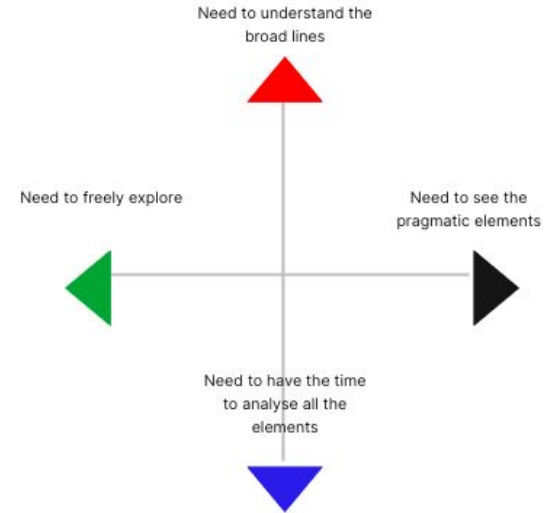 Need to understand the
broad lines
Need to freely explore
Need to see the
pragmatic elements
Need to have the time
to analyse all the
elements